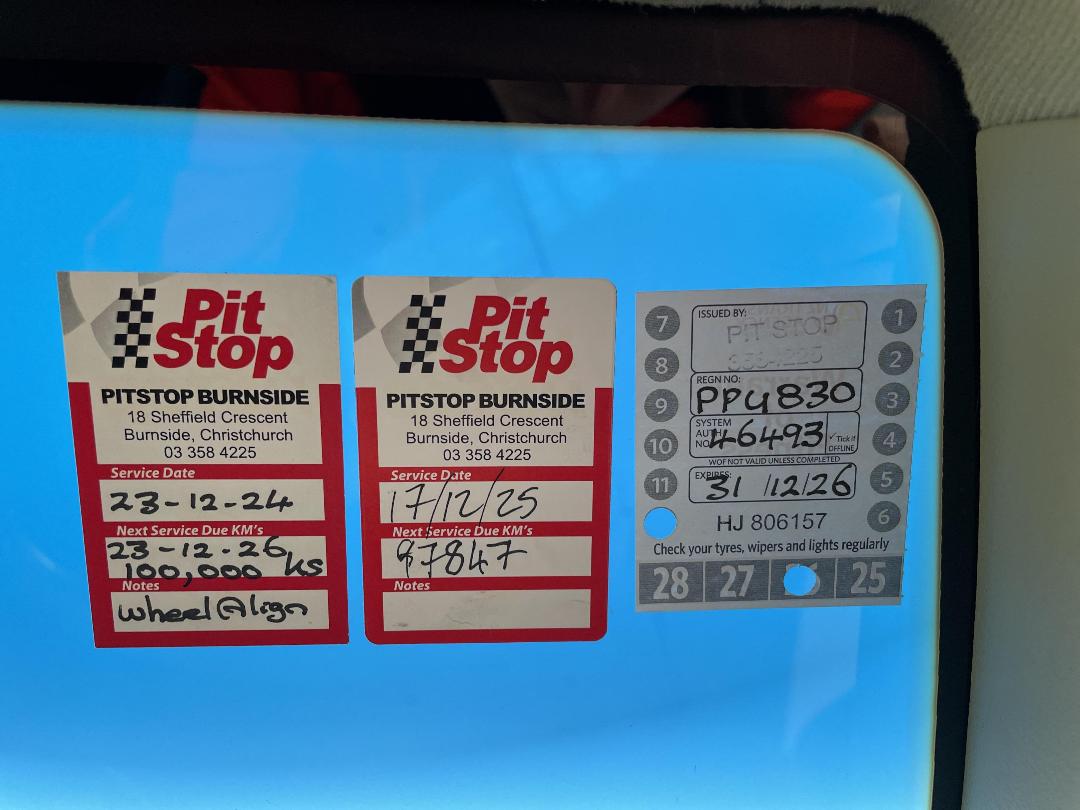 Pit
Stop
PITSTOP BURNSIDE
18 Sheffield Crescent
Burnside, Christchurch
03 358 4225
Service Date
23-12-24
Next Service Due KM's
23-12-26
100,000 ks
Notes
wheel Align
Pit
Stop
PITSTOP BURNSIDE
18 Sheffield Crescent
Burnside, Christchurch
03 358 4225
Service Date
17/12/25
Next Service Due KM's
97847
Notes
7
8
9
10
11
ISSUED BY:
PIT STOP
358 4225
REGN NO:
PPU830
SYSTEM
AUTH
NO
46493
✓ Tick if
OFFLINE
WOF NOT VALID UNLESS COMPLETED
EXPIRES:
31/12/26
HJ 806157
1
2
3
4
5
6
Check your tyres, wipers and lights regularly
28 27 25